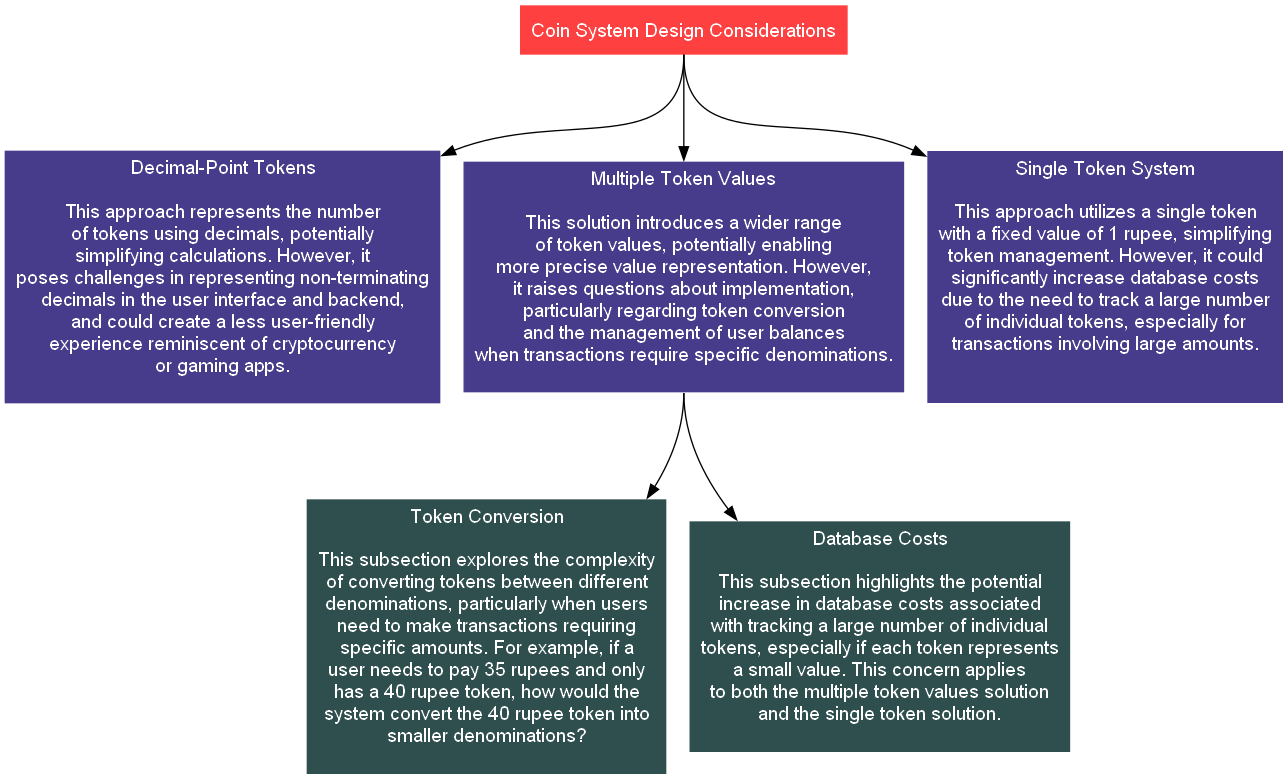 Coin System Design Considerations
Decimal-Point Tokens
This approach represents the number
of tokens using decimals, potentially
simplifying calculations. However, it
poses challenges in representing non-terminating
decimals in the user interface and backend,
and could create a less user-friendly
experience reminiscent of cryptocurrency
or gaming apps.
Multiple Token Values
This solution introduces a wider range
of token values, potentially enabling
more precise value representation. However,
it raises questions about implementation,
particularly regarding token conversion
and the management of user balances
when transactions require specific denominations.
Single Token System
This approach utilizes a single token
with a fixed value of 1 rupee, simplifying
token management. However, it could
significantly increase database costs
due to the need to track a large number
of individual tokens, especially for
transactions involving large amounts.
Token Conversion
This subsection explores the complexity
of converting tokens between different
denominations, particularly when users
need to make transactions requiring
specific amounts. For example, if a
user needs to pay 35 rupees and only
has a 40 rupee token, how would the
system convert the 40 rupee token into
smaller denominations?
Database Costs
This subsection highlights the potential
increase in database costs associated
with tracking a large number of individual
tokens, especially if each token represents
a small value. This concern applies
to both the multiple token values solution
and the single token solution.